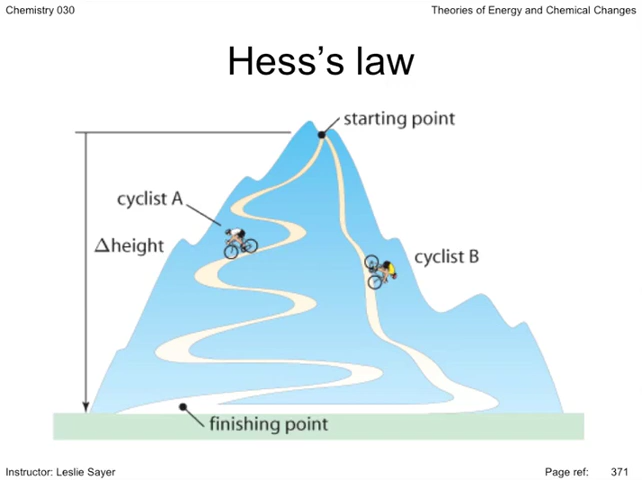 Chemistry 030
Theories of Energy and Chemical Changes
Hess's law
starting point
cyclist A
Δheight
cyclist B
finishing point
Instructor: Leslie Sayer
Page ref: 371